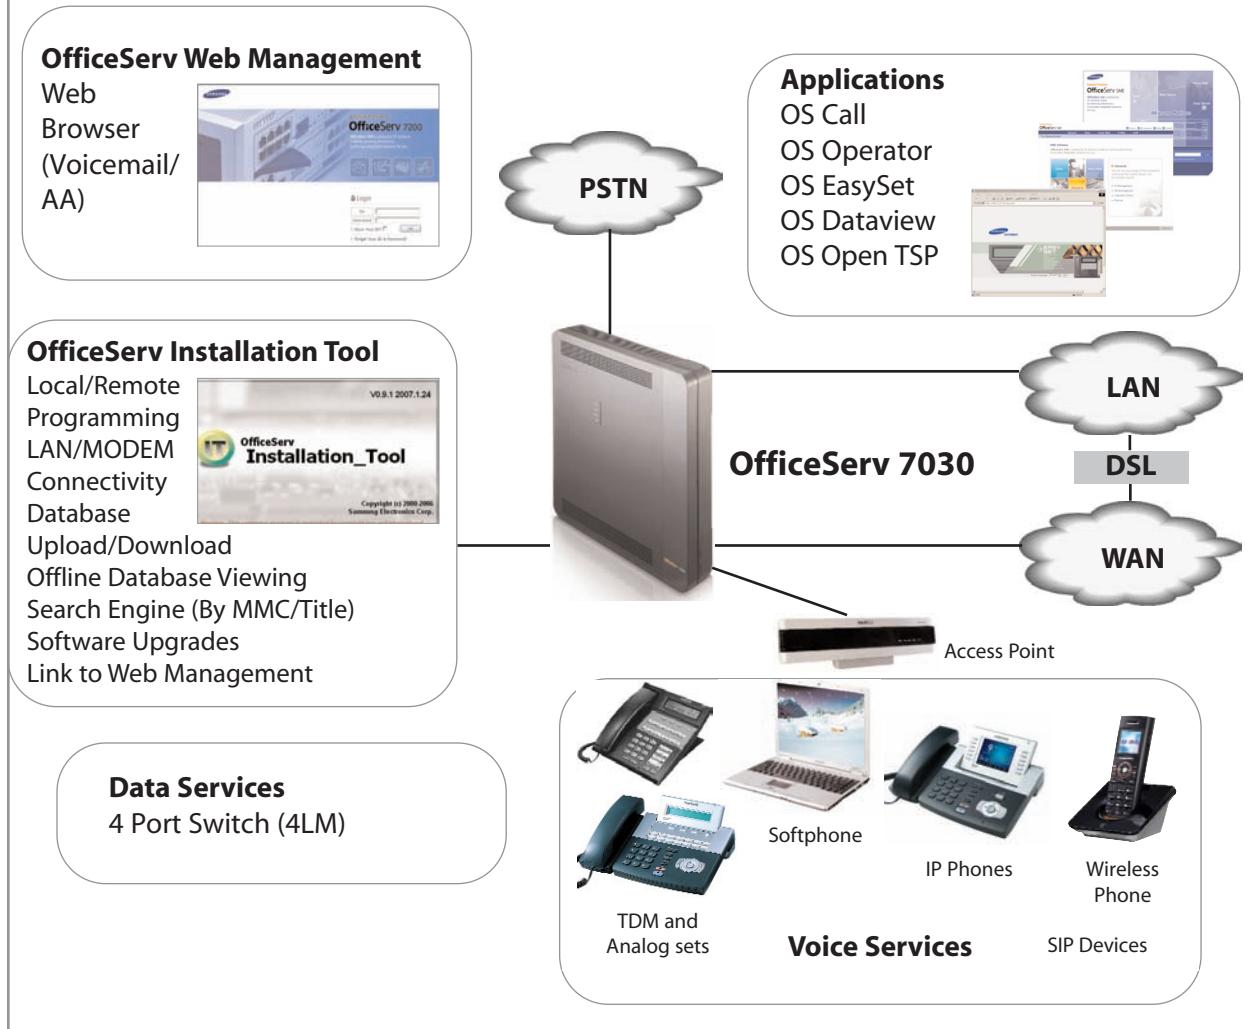 OfficeServ Web Management
Web
Browser
(Voicemail/
AA)
SAMSUNG
OfficeServ 7200
Login
PSTN
Applications
OS Call
OS Operator
OS EasySet
OS Dataview
OS Open TSP
OfficeServ Installation Tool
Local/Remote
Programming
LAN/MODEM
Connectivity
Database
Upload/Download
Offline Database Viewing
Search Engine (By MMC/Title)
Software Upgrades
Link to Web Management
V0.9.1 2007.1.24
IT
OfficeServ
Installation_Tool
Copyright (c) 2000-2006
Samsung Electronics Corp.
OfficeServ 7030
LAN
DSL
WAN
Access Point
Data Services
4 Port Switch (4LM)
Softphone
IP Phones
Wireless
Phone
TDM and
Analog sets
Voice Services
SIP Devices